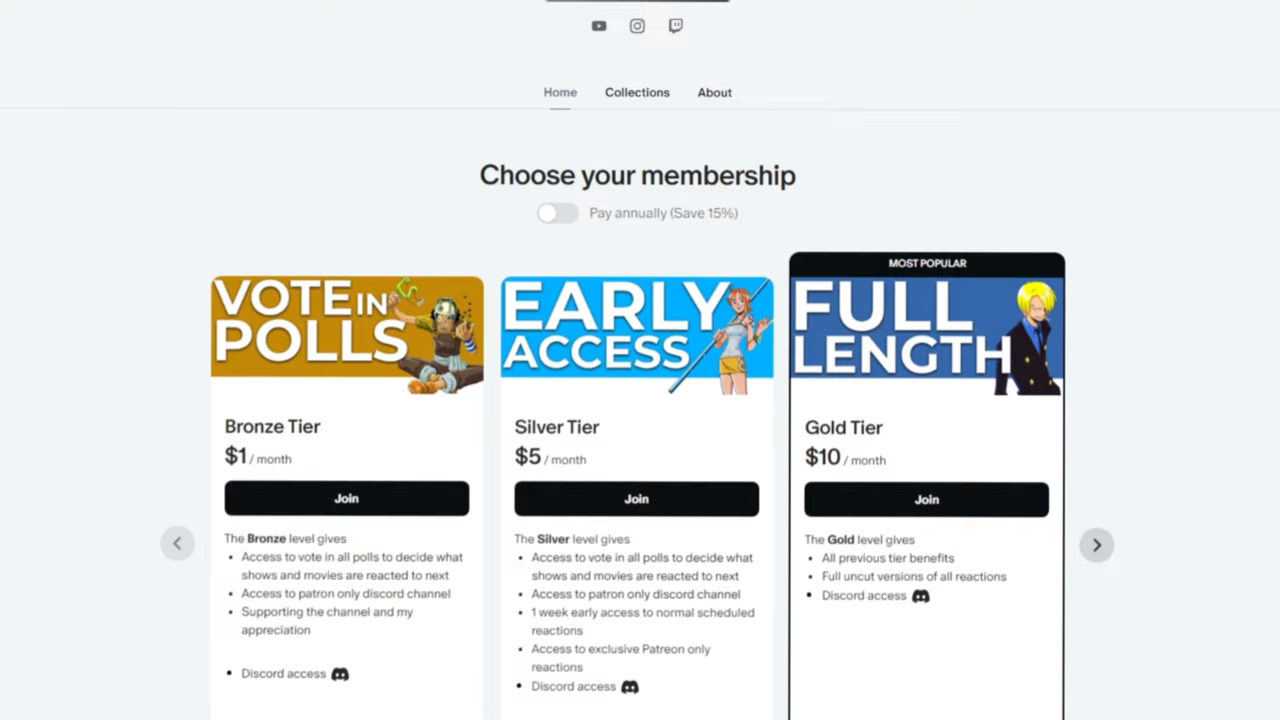 Home Collections About
Choose your membership
Pay annually (Save 15%)
VOTE IN
POLLS
Bronze Tier
$1 / month
Join
The Bronze level gives
• Access to vote in all polls to decide what
shows and movies are reacted to next
• Access to patron only discord channel
• Supporting the channel and my
appreciation
• Discord access
EARLY
ACCESS
Silver Tier
$5 / month
Join
The Silver level gives
• Access to vote in all polls to decide what
shows and movies are reacted to next
• Access to patron only discord channel
• 1 week early access to normal scheduled
reactions
• Access to exclusive Patreon only
reactions
• Discord access
MOST POPULAR
FULL
LENGTH
Gold Tier
$10 / month
Join
The Gold level gives
• All previous tier benefits
• Full uncut versions of all reactions
• Discord access